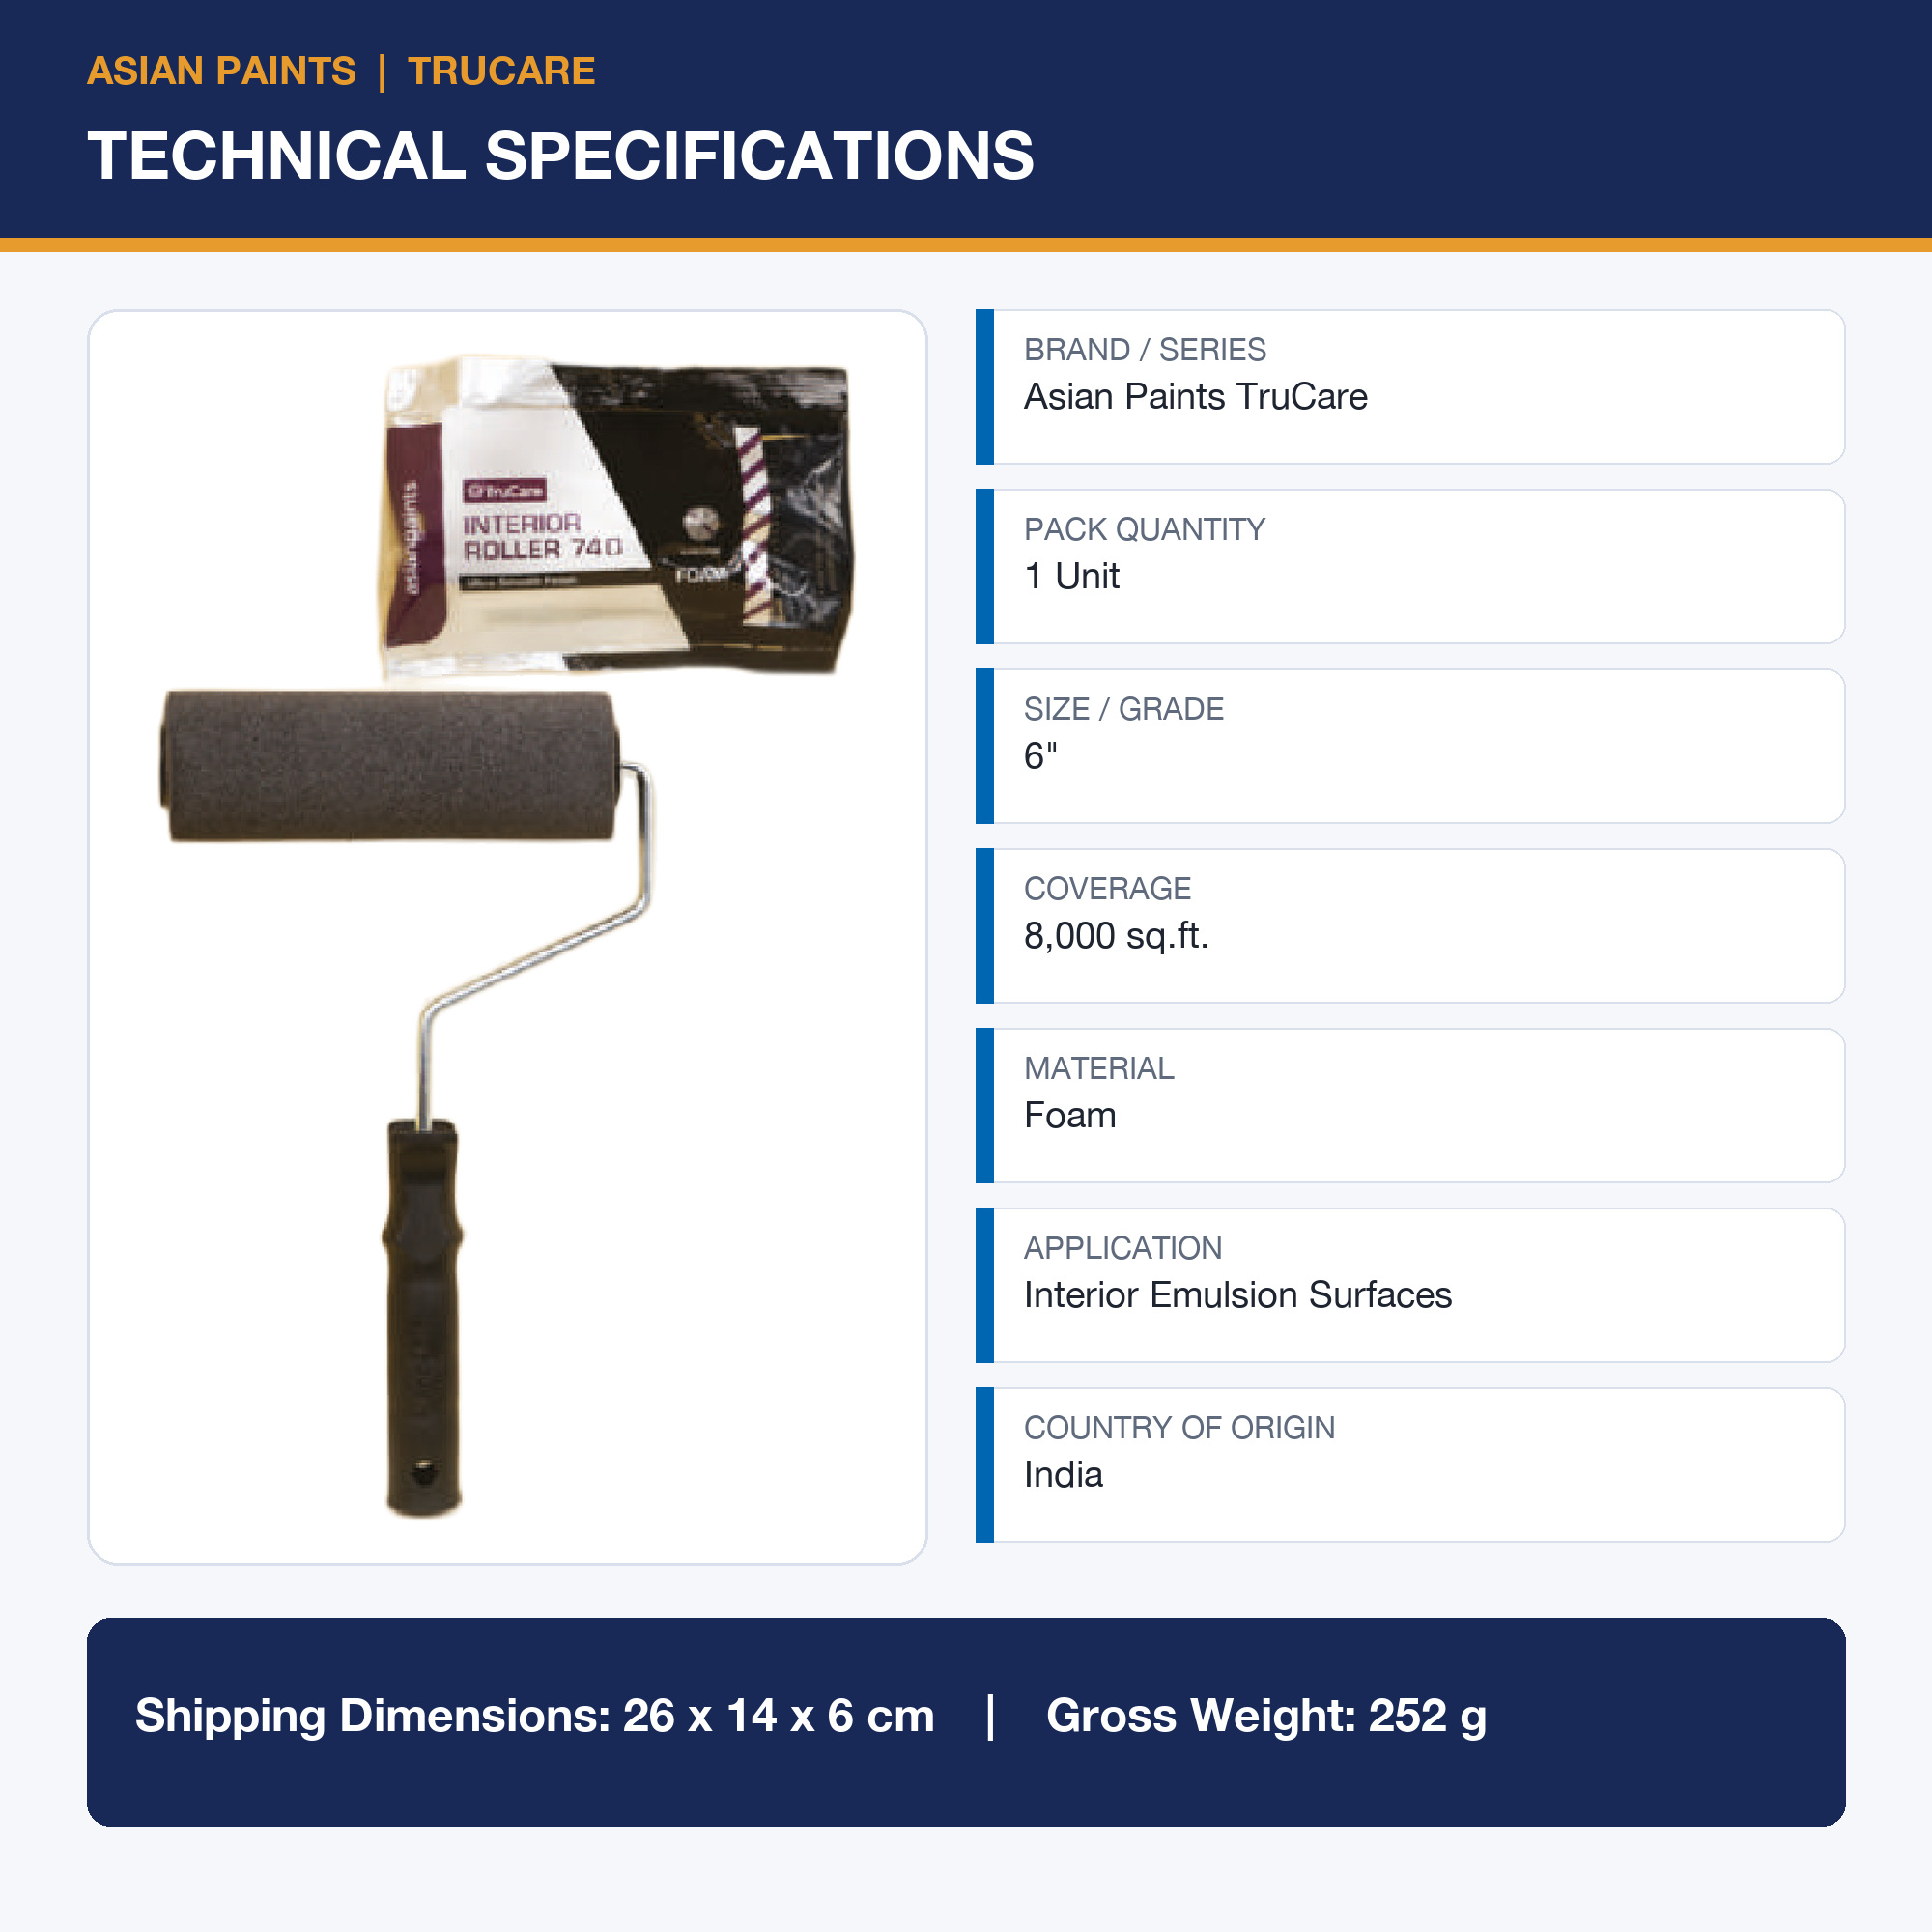 ASIAN PAINTS | TRUCARE
TECHNICAL SPECIFICATIONS
asianpaints
TruCare
INTERIOR
ROLLER 740
FOAM
BRAND / SERIES
Asian Paints TruCare
PACK QUANTITY
1 Unit
SIZE / GRADE
6"
COVERAGE
8,000 sq.ft.
MATERIAL
Foam
APPLICATION
Interior Emulsion Surfaces
COUNTRY OF ORIGIN
India
Shipping Dimensions: 26 x 14 x 6 cm | Gross Weight: 252 g